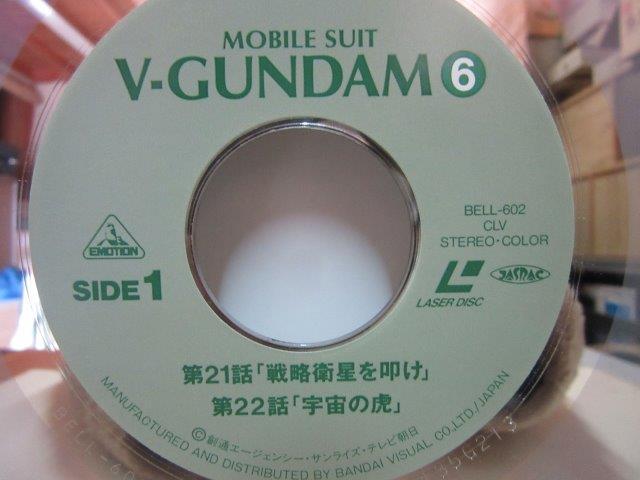 MOBILE SUIT
V-GUNDAM 6
EMOTION
SIDE 1
BELL-602
CLV
STEREO・COLOR
LASER DISC
JASRAC
第21話「戦略衛星を叩け」
第22話「宇宙の虎」
©創通エージェンシー・サンライズ・テレビ朝日
MANUFACTURED AND DISTRIBUTED BY BANDAI VISUAL CO.,LTD./JAPAN
BELL-60